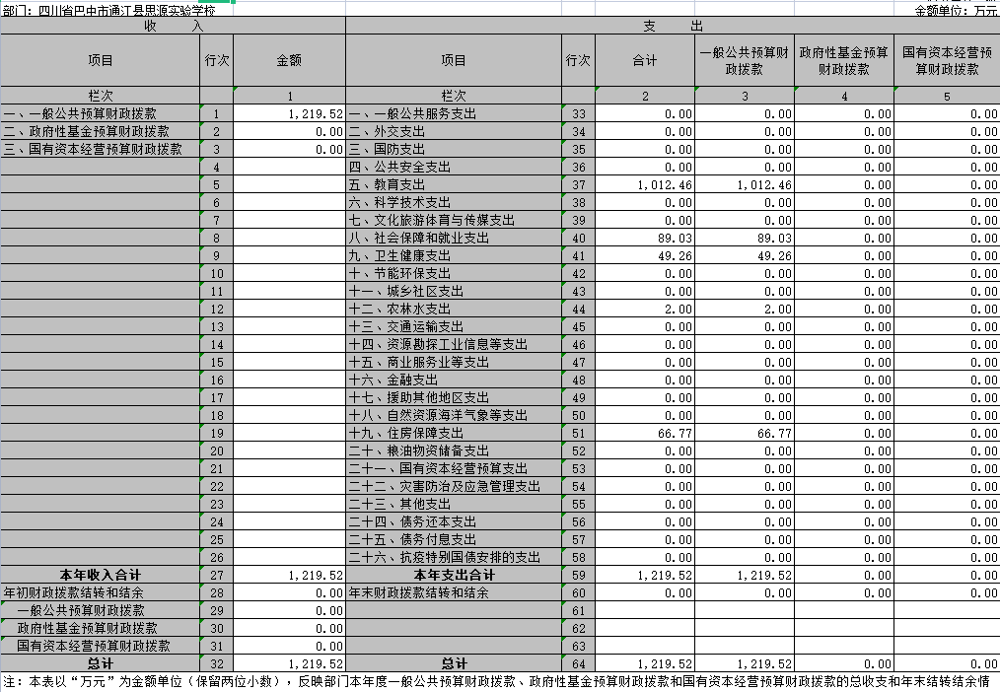 部门：四川省巴中市通江县思源实验学校 金额单位：万元
收 入 支 出
项目 行次 金额 项目 行次 合计 一般公共预算财政拨款 政府性基金预算财政拨款 国有资本经营预算财政拨款
栏次 1 栏次 2 3 4 5
一、一般公共预算财政拨款 1 1,219.52 一、一般公共服务支出 33 0.00 0.00 0.00 0.00
二、政府性基金预算财政拨款 2 0.00 二、外交支出 34 0.00 0.00 0.00 0.00
三、国有资本经营预算财政拨款 3 0.00 三、国防支出 35 0.00 0.00 0.00 0.00
4 四、公共安全支出 36 0.00 0.00 0.00 0.00
5 五、教育支出 37 1,012.46 1,012.46 0.00 0.00
6 六、科学技术支出 38 0.00 0.00 0.00 0.00
7 七、文化旅游体育与传媒支出 39 0.00 0.00 0.00 0.00
8 八、社会保障和就业支出 40 89.03 89.03 0.00 0.00
9 九、卫生健康支出 41 49.26 49.26 0.00 0.00
10 十、节能环保支出 42 0.00 0.00 0.00 0.00
11 十一、城乡社区支出 43 0.00 0.00 0.00 0.00
12 十二、农林水支出 44 2.00 2.00 0.00 0.00
13 十三、交通运输支出 45 0.00 0.00 0.00 0.00
14 十四、资源勘探工业信息等支出 46 0.00 0.00 0.00 0.00
15 十五、商业服务业等支出 47 0.00 0.00 0.00 0.00
16 十六、金融支出 48 0.00 0.00 0.00 0.00
17 十七、援助其他地区支出 49 0.00 0.00 0.00 0.00
18 十八、自然资源海洋气象等支出 50 0.00 0.00 0.00 0.00
19 十九、住房保障支出 51 66.77 66.77 0.00 0.00
20 二十、粮油物资储备支出 52 0.00 0.00 0.00 0.00
21 二十一、国有资本经营预算支出 53 0.00 0.00 0.00 0.00
22 二十二、灾害防治及应急管理支出 54 0.00 0.00 0.00 0.00
23 二十三、其他支出 55 0.00 0.00 0.00 0.00
24 二十四、债务还本支出 56 0.00 0.00 0.00 0.00
25 二十五、债务付息支出 57 0.00 0.00 0.00 0.00
26 二十六、抗疫特别国债安排的支出 58 0.00 0.00 0.00 0.00
本年收入合计 27 1,219.52 本年支出合计 59 1,219.52 1,219.52 0.00 0.00
年初财政拨款结转和结余 28 0.00 年末财政拨款结转和结余 60 0.00 0.00 0.00 0.00
一般公共预算财政拨款 29 0.00 61
政府性基金预算财政拨款 30 0.00 62
国有资本经营预算财政拨款 31 0.00 63
总计 32 1,219.52 总计 64 1,219.52 1,219.52 0.00 0.00
注：本表以“万元”为金额单位（保留两位小数），反映部门本年度一般公共预算财政拨款、政府性基金预算财政拨款和国有资本经营预算财政拨款的总收支和年末结转结余情